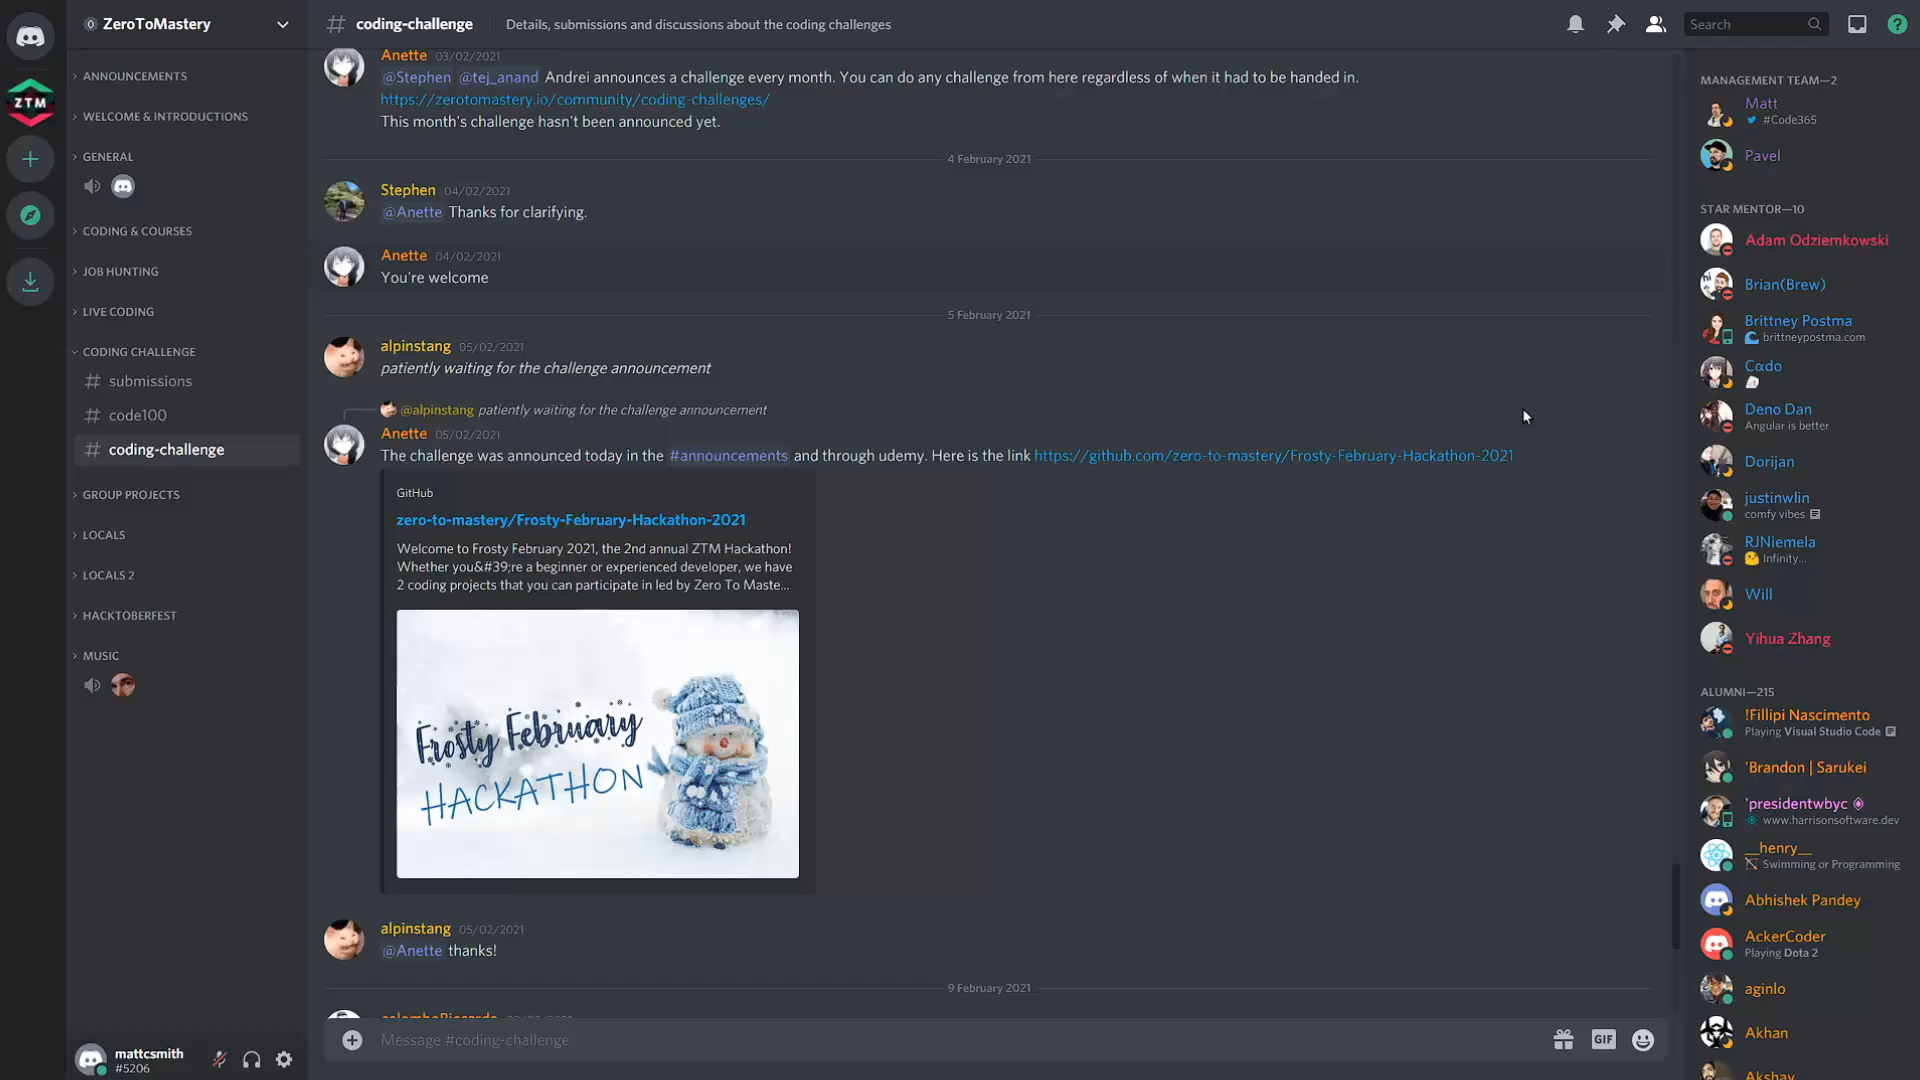 ZeroToMastery
ANNOUNCEMENTS
WELCOME & INTRODUCTIONS
GENERAL
CODING & COURSES
JOB HUNTING
LIVE CODING
CODING CHALLENGE
submissions
code100
coding-challenge
GROUP PROJECTS
LOCALS
LOCALS 2
HACKTOBERFEST
MUSIC
mattcsmith
#5206
ZTM
coding-challenge
Details, submissions and discussions about the coding challenges
Search
Anette 03/02/2021
@Stephen @tej_anand Andrei announces a challenge every month. You can do any challenge from here regardless of when it had to be handed in.
https://zerotomastery.io/community/coding-challenges/
This month's challenge hasn't been announced yet.
4 February 2021
Stephen 04/02/2021
@Anette Thanks for clarifying.
Anette 04/02/2021
You're welcome
5 February 2021
alpinstang 05/02/2021
patiently waiting for the challenge announcement
@alpinstang patiently waiting for the challenge announcement
Anette 05/02/2021
The challenge was announced today in the #announcements and through udemy. Here is the link https://github.com/zero-to-mastery/Frosty-February-Hackathon-2021
GitHub
zero-to-mastery/Frosty-February-Hackathon-2021
Welcome to Frosty February 2021, the 2nd annual ZTM Hackathon!
Whether you&#39;re a beginner or experienced developer, we have
2 coding projects that you can participate in led by Zero To Maste...
Frosty February
HACKATHON
alpinstang 05/02/2021
@Anette thanks!
9 February 2021
Message #coding-challenge
GIF
MANAGEMENT TEAM—2
Matt
#Code365
Pavel
STAR MENTOR—10
Adam Odziemkowski
Brian(Brew)
Brittney Postma
brittneypostma.com
Cαdo
Deno Dan
Angular is better
Dorijan
justinwlin
comfy vibes
RJNiemela
Infinity...
Will
Yihua Zhang
ALUMNI—215
!Fillipi Nascimento
Playing Visual Studio Code
'Brandon | Sarukei
'presidentwbyc
www.harrisonsoftware.dev
__henry__
Swimming or Programming
Abhishek Pandey
AckerCoder
Playing Dota 2
aginlo
Akhan
Akshay